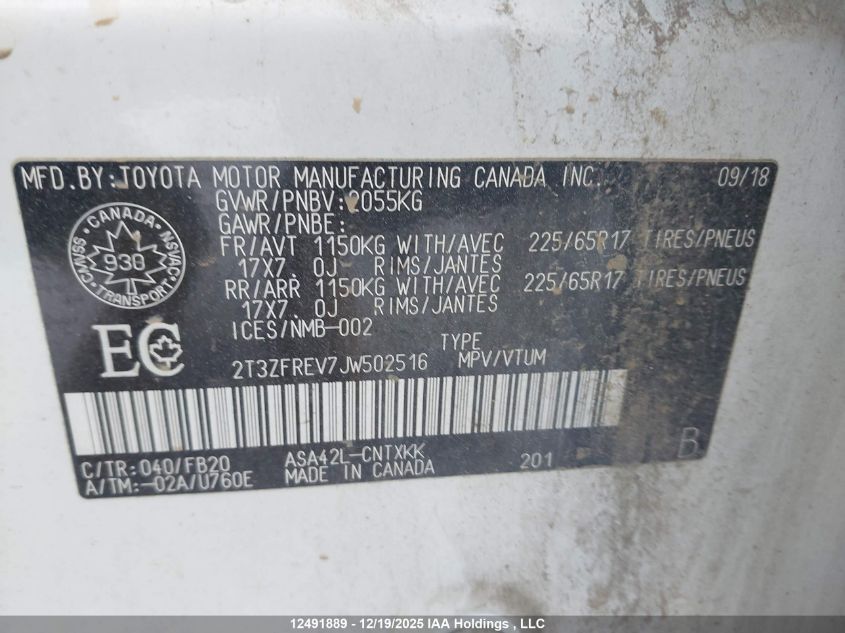 MFD.BY:TOYOTA MOTOR MANUFACTURING CANADA INC. 09/18
GVWR/PNBV:2055KG
GAWR/PNBE:
FR/AVT 1150KG WITH/AVEC 225/65R17 TIRES/PNEUS
17X7.0J RIMS/JANTES
RR/ARR 1150KG WITH/AVEC 225/65R17 TIRES/PNEUS
17X7.0J RIMS/JANTES
ICES/NMB-002
TYPE
2T3ZFREV7JW502516 MPV/VTUM
CANADA
CMVSS NSVAC
930
TRANSPORT
EC
C/TR:040/FB20 ASA42L-CNTXKK 201 B
A/TM:-02A/U760E MADE IN CANADA
12491889 - 12/19/2025 IAA Holdings , LLC